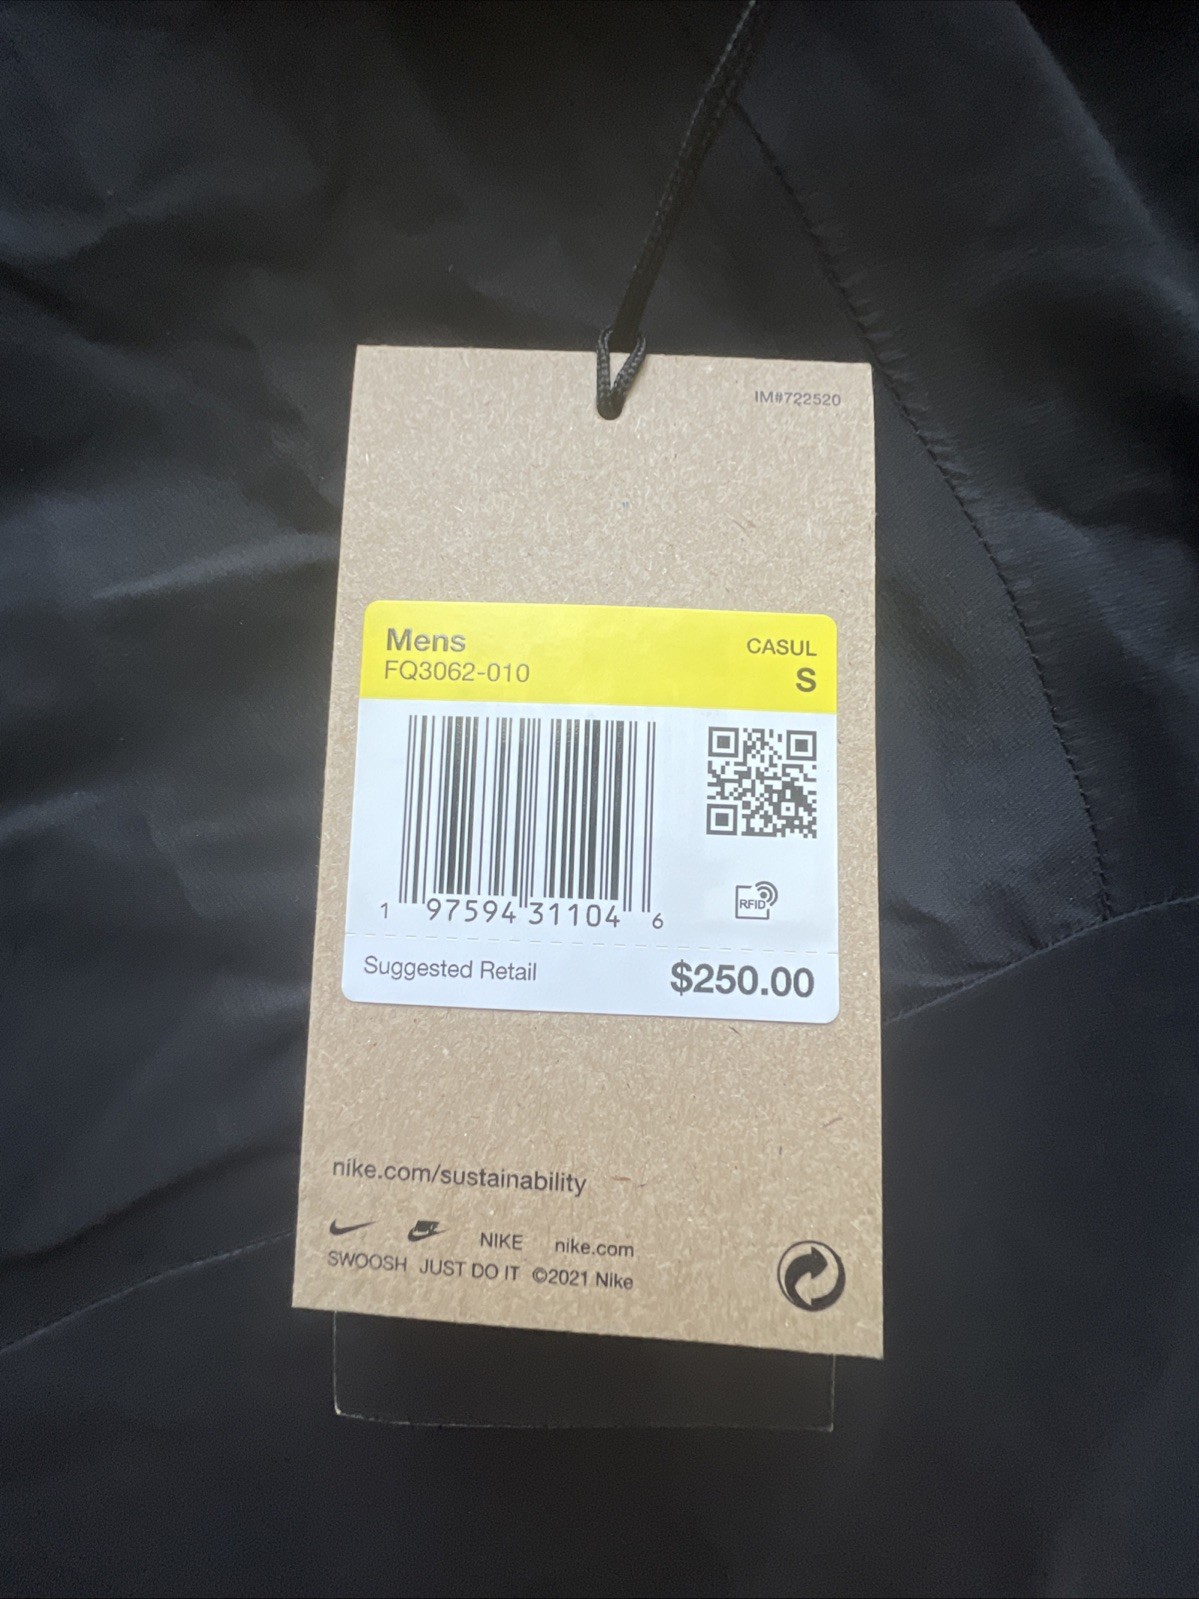 IM#722520
Mens
CASUL
FQ3062-010
S
1 97594 31104 6
RFID
Suggested Retail
$250.00
nike.com/sustainability
NIKE nike.com
SWOOSH JUST DO IT ©2021 Nike